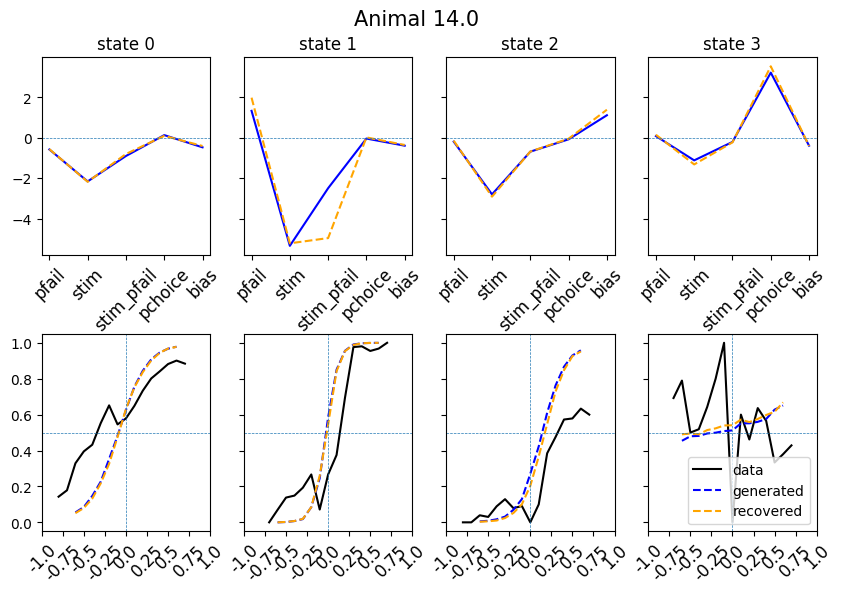 Animal 14.0
state 0
state 1
state 2
state 3
2
0
−2
−4
pfail
stim
stim_pfail
pchoice
bias
pfail
stim
stim_pfail
pchoice
bias
pfail
stim
stim_pfail
pchoice
bias
pfail
stim
stim_pfail
pchoice
bias
1.0
0.8
0.6
0.4
0.2
0.0
data
generated
recovered
-1.0
-0.75
-0.5
-0.25
0.0
0.25
0.5
0.75
1.0
-1.0
-0.75
-0.5
-0.25
0.0
0.25
0.5
0.75
1.0
-1.0
-0.75
-0.5
-0.25
0.0
0.25
0.5
0.75
1.0
-1.0
-0.75
-0.5
-0.25
0.0
0.25
0.5
0.75
1.0